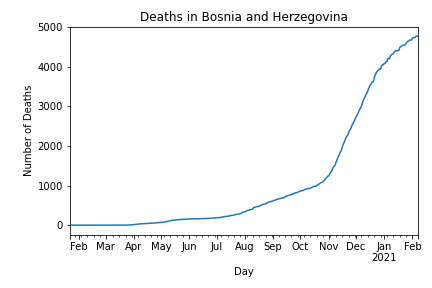 Deaths in Bosnia and Herzegovina
5000
4000
3000
2000
1000
0
Number of Deaths
Feb Mar Apr May Jun Jul Aug Sep Oct Nov Dec Jan Feb
2021
Day